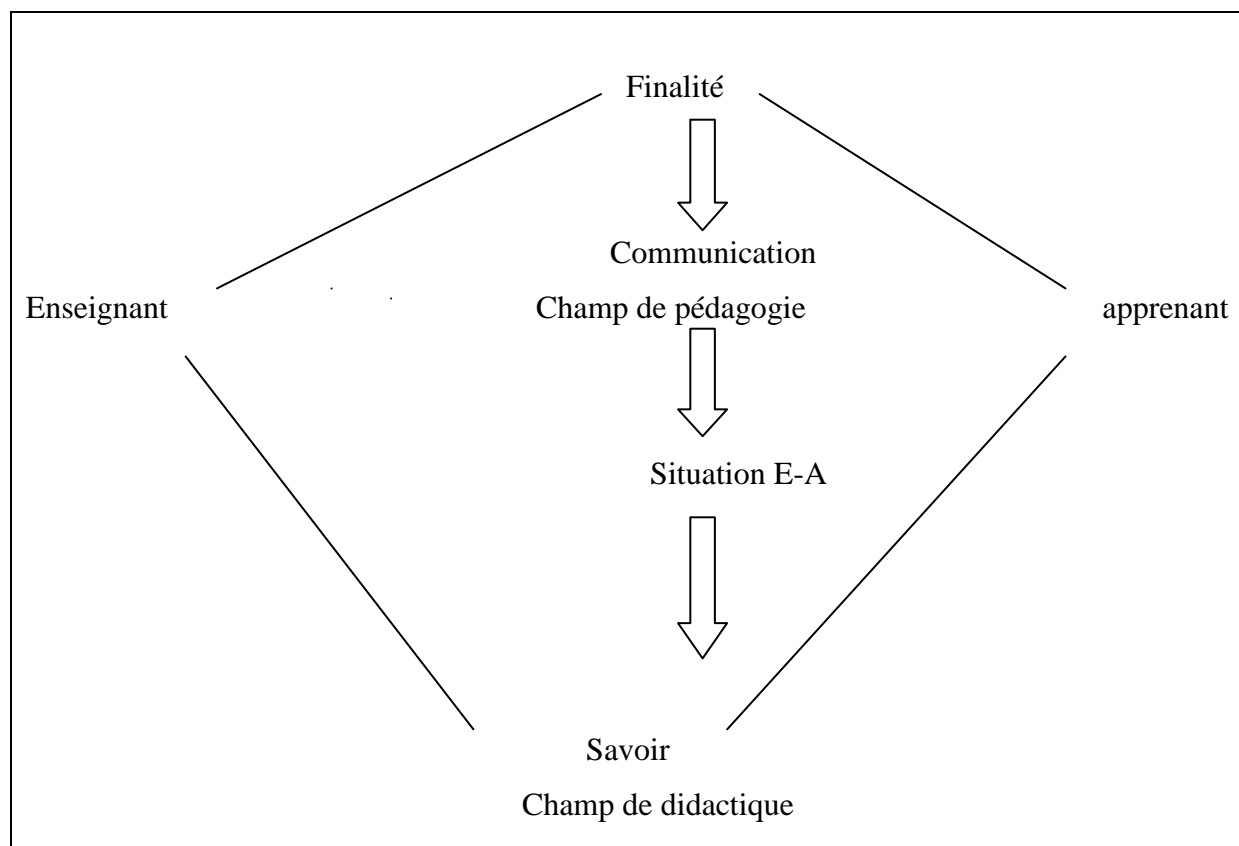 Finalité
Communication
Enseignant
Champ de pédagogie
apprenant
Situation E-A
Savoir
Champ de didactique